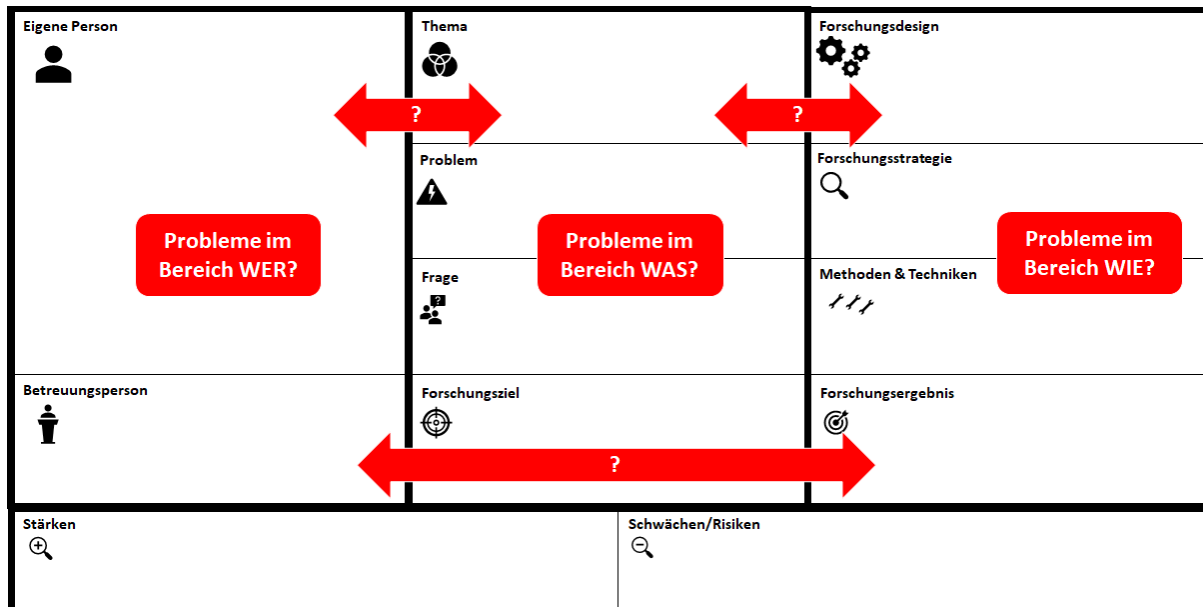 Eigene Person
Thema
Forschungsdesign
?
?
Problem
Forschungsstrategie
Probleme im
Bereich WER?
Probleme im
Bereich WAS?
Probleme im
Bereich WIE?
Frage
Methoden & Techniken
?
Betreuungsperson
Forschungsziel
Forschungsergebnis
?
Stärken
Schwächen/Risiken